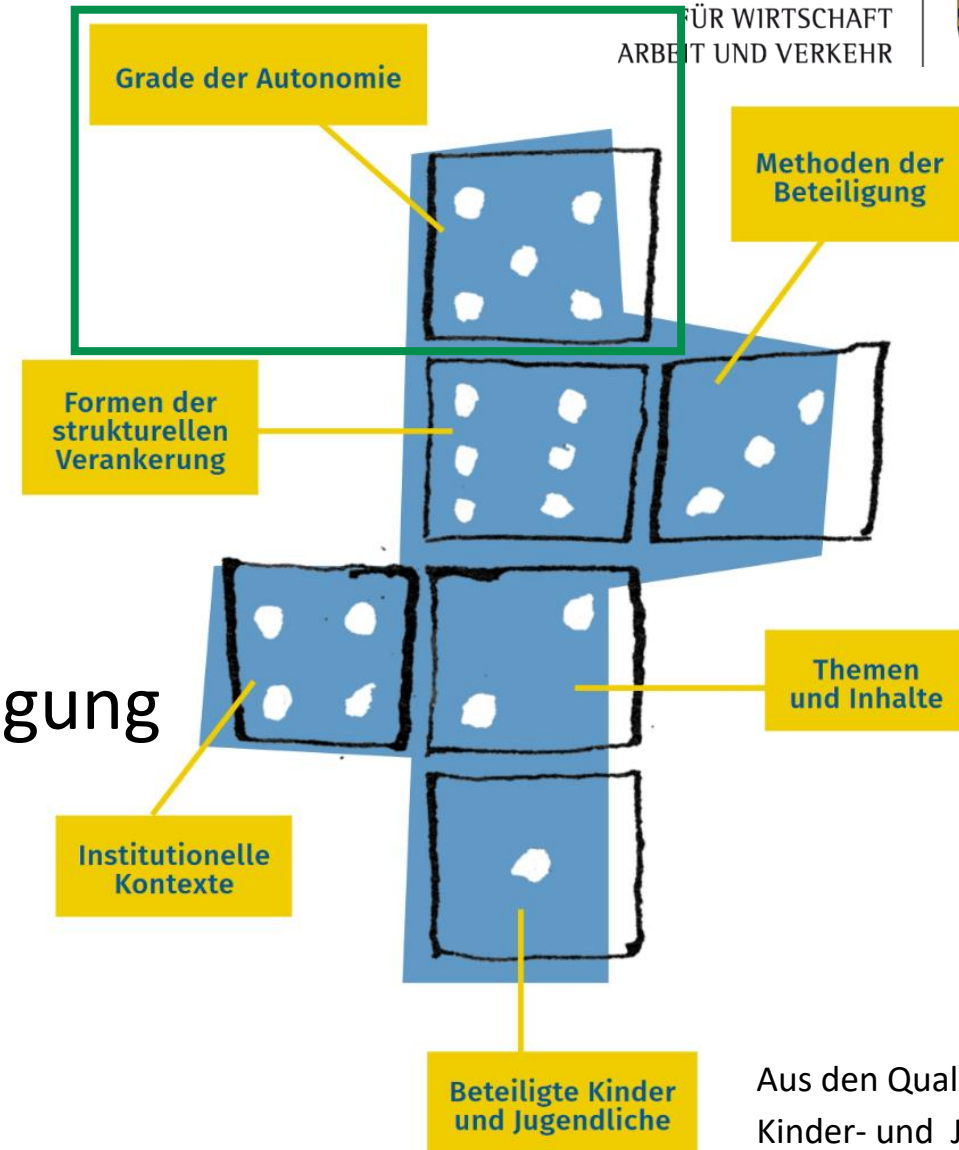 FÜR WIRTSCHAFT
ARBEIT UND VERKEHR
Grade der Autonomie
Methoden der
Beteiligung
Formen der
strukturellen
Verankerung
gung
Themen
und Inhalte
Institutionelle
Kontexte
Beteiligte Kinder
und Jugendliche
Aus den Qual
Kinder- und J